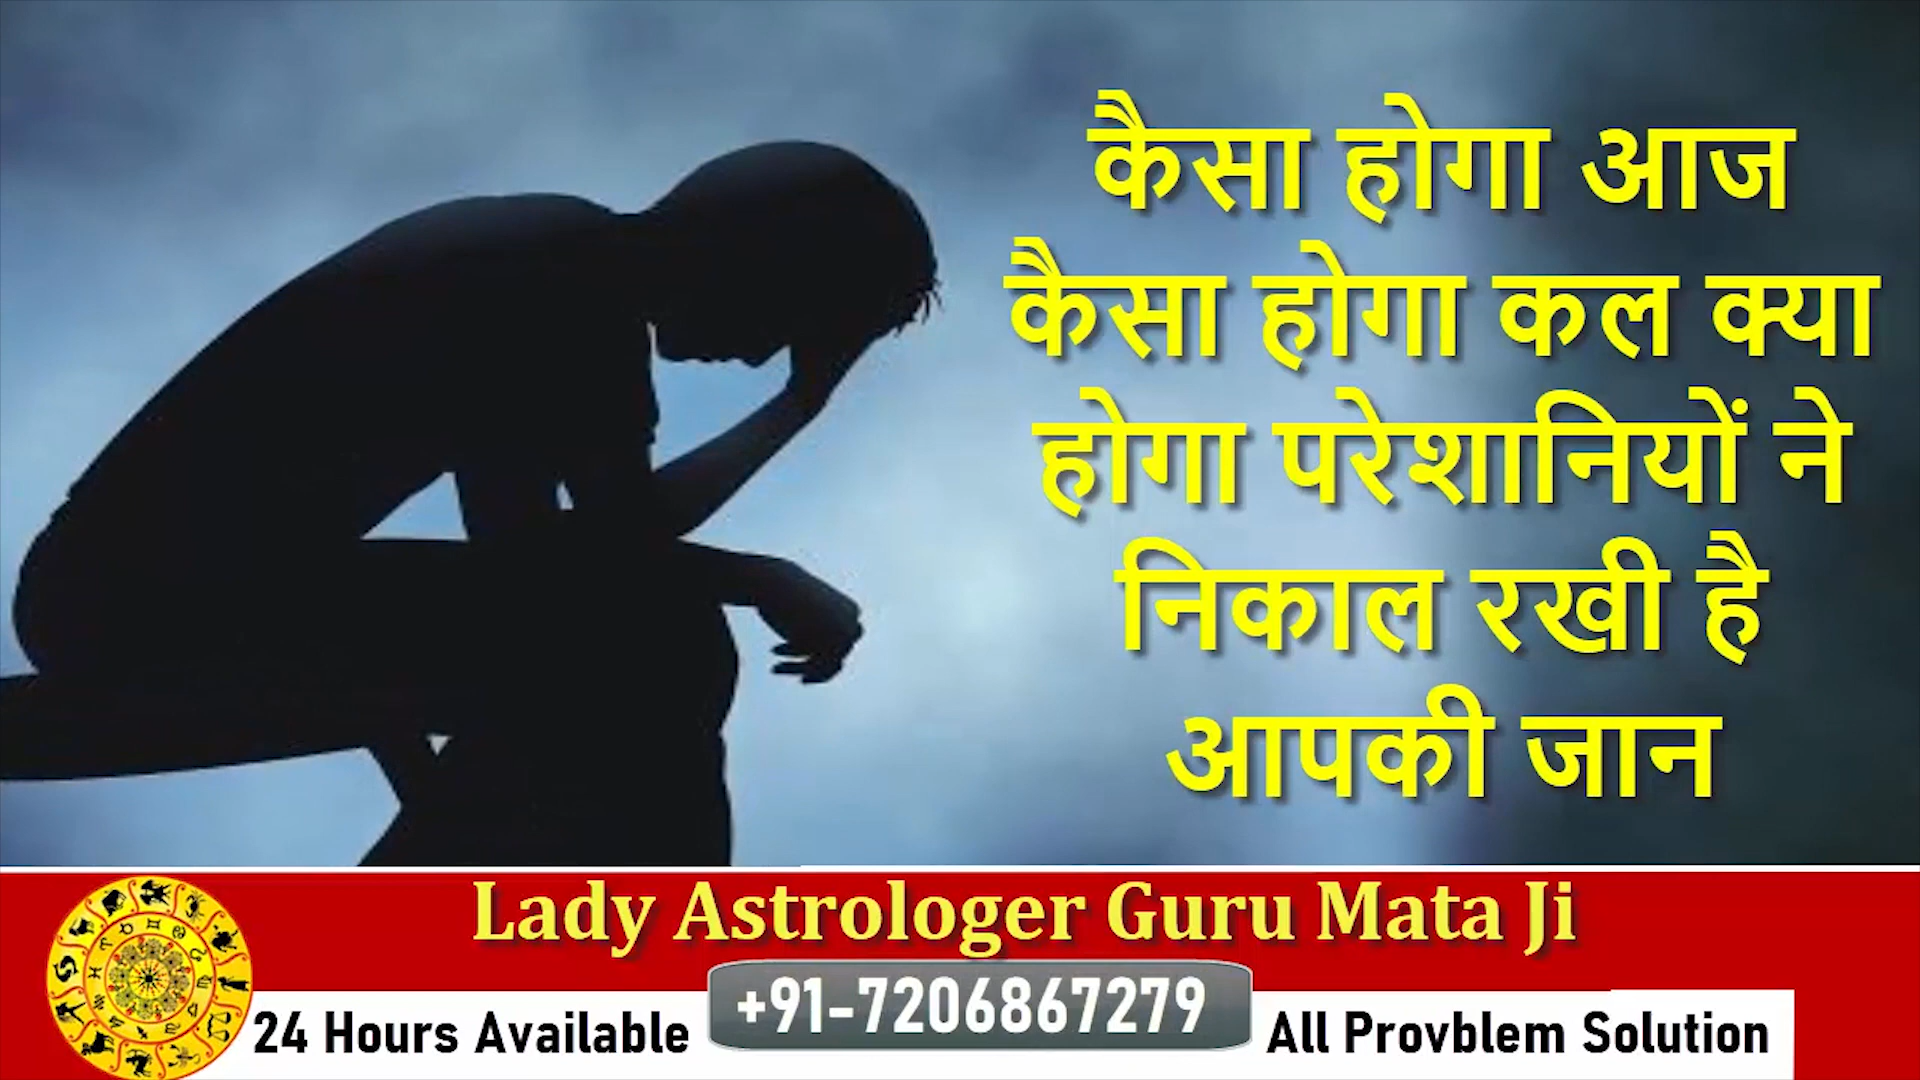 कैसा होगा आज
कैसा होगा कल क्या
होगा परेशानियों ने
निकाल रखी है
आपकी जान
Lady Astrologer Guru Mata Ji
+91-7206867279
24 Hours Available
All Provblem Solution